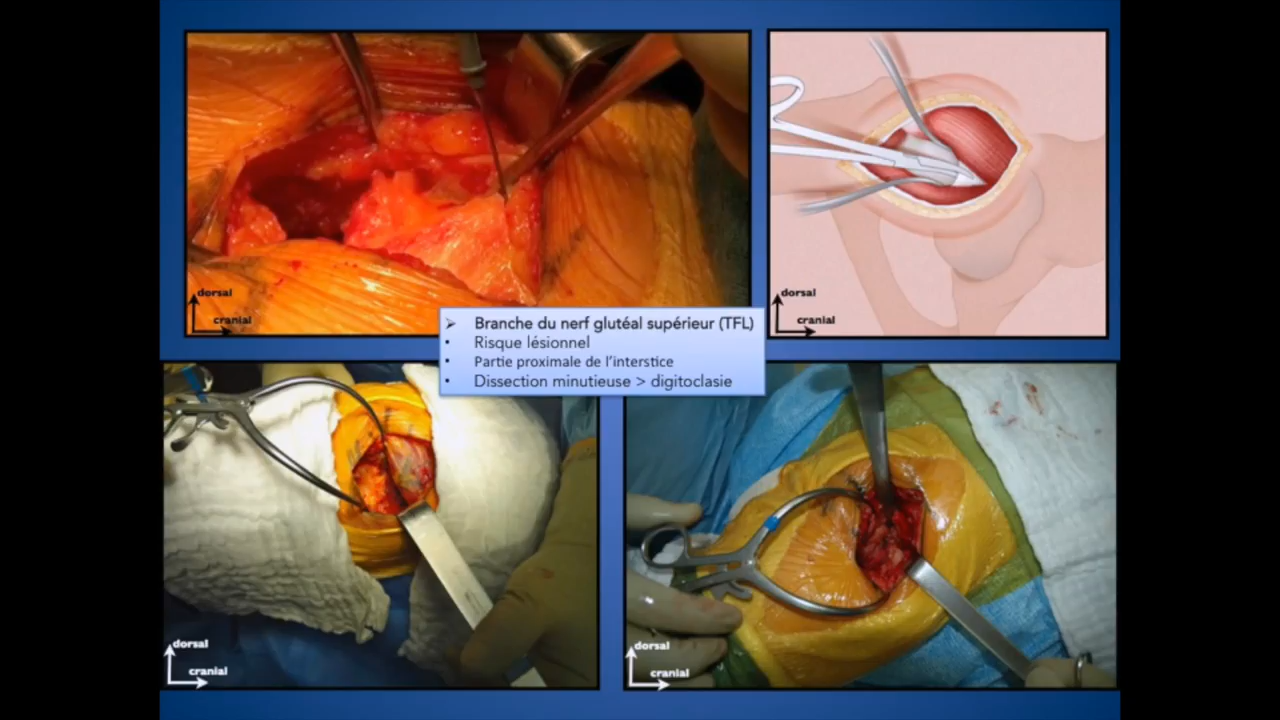 dorsal
cranial
dorsal
cranial
➢ Branche du nerf glutéal supérieur (TFL)
• Risque lésionnel
• Partie proximale de l'interstice
• Dissection minutieuse > digitoclasie
dorsal
cranial
dorsal
cranial